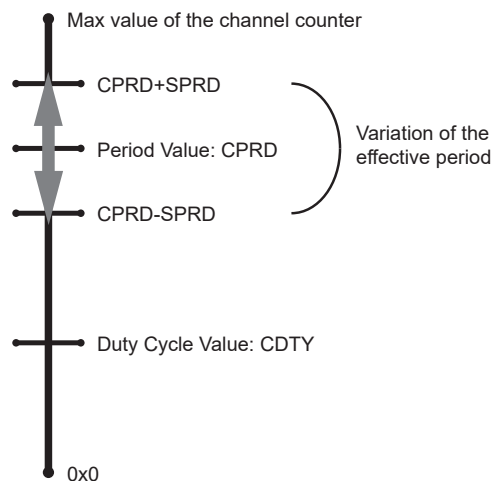 Max value of the channel counter
CPRD+SPRD
Period Value: CPRD
Variation of the
effective period
CPRD-SPRD
Duty Cycle Value: CDTY
0x0